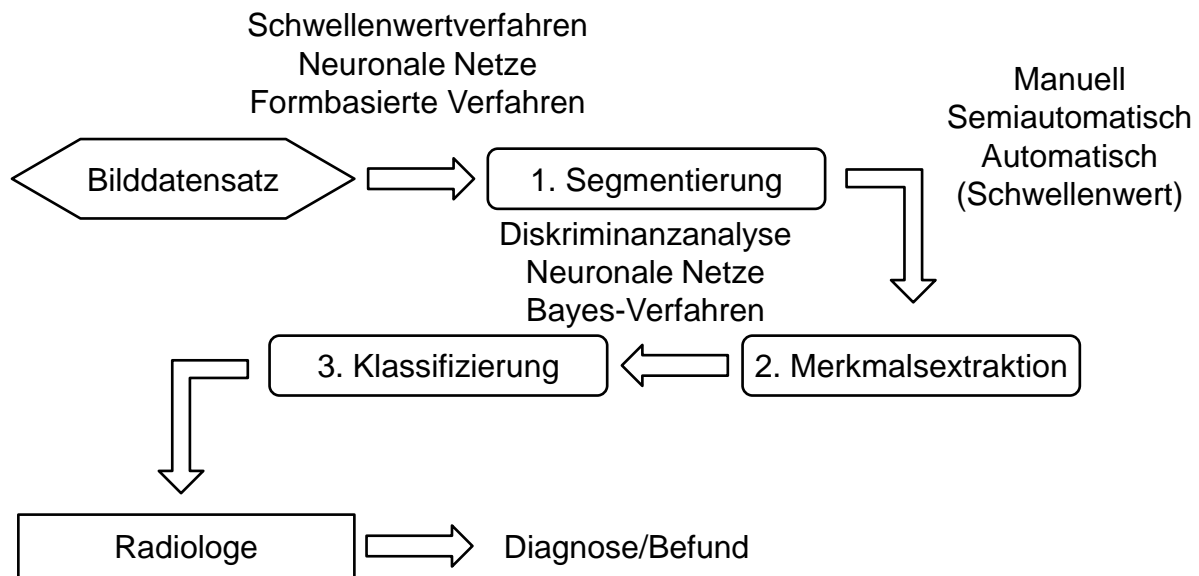 Schwellenwertverfahren
Neuronale Netze
Formbasierte Verfahren
Manuell
Semiautomatisch
Automatisch
(Schwellenwert)
Bilddatensatz
1. Segmentierung
Diskriminanzanalyse
Neuronale Netze
Bayes-Verfahren
3. Klassifizierung
2. Merkmalsextraktion
Radiologe
Diagnose/Befund